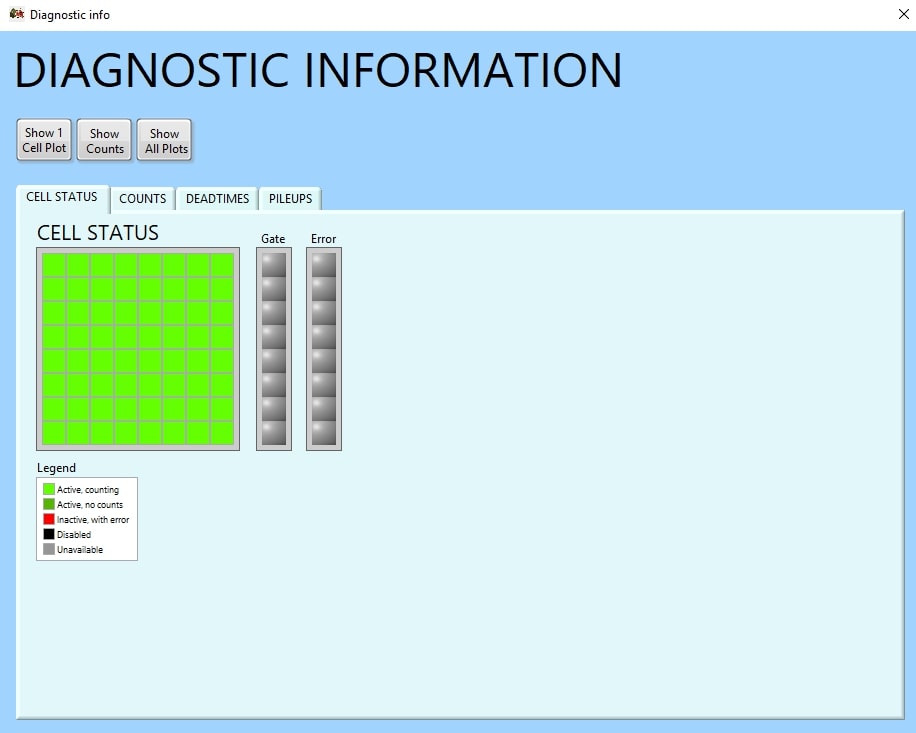 Diagnostic info
DIAGNOSTIC INFORMATION
Show 1
Cell Plot
Show
Counts
Show
All Plots
CELL STATUS
COUNTS
DEADTIMES
PILEUPS
CELL STATUS
Gate
Error
Legend
Active, counting
Active, no counts
Inactive, with error
Disabled
Unavailable